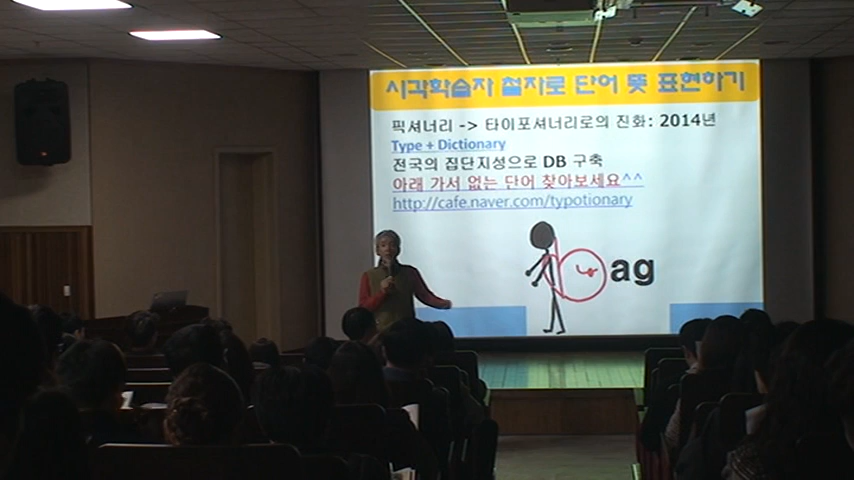 시각학습자 철자로 단어 뜻 표현하기
픽셔너리 -> 타이포셔너리로의 진화: 2014년
Type + Dictionary
전국의 집단지성으로 DB 구축
아래 가서 없는 단어 찾아보세요^^
http://cafe.naver.com/typotionary
bag